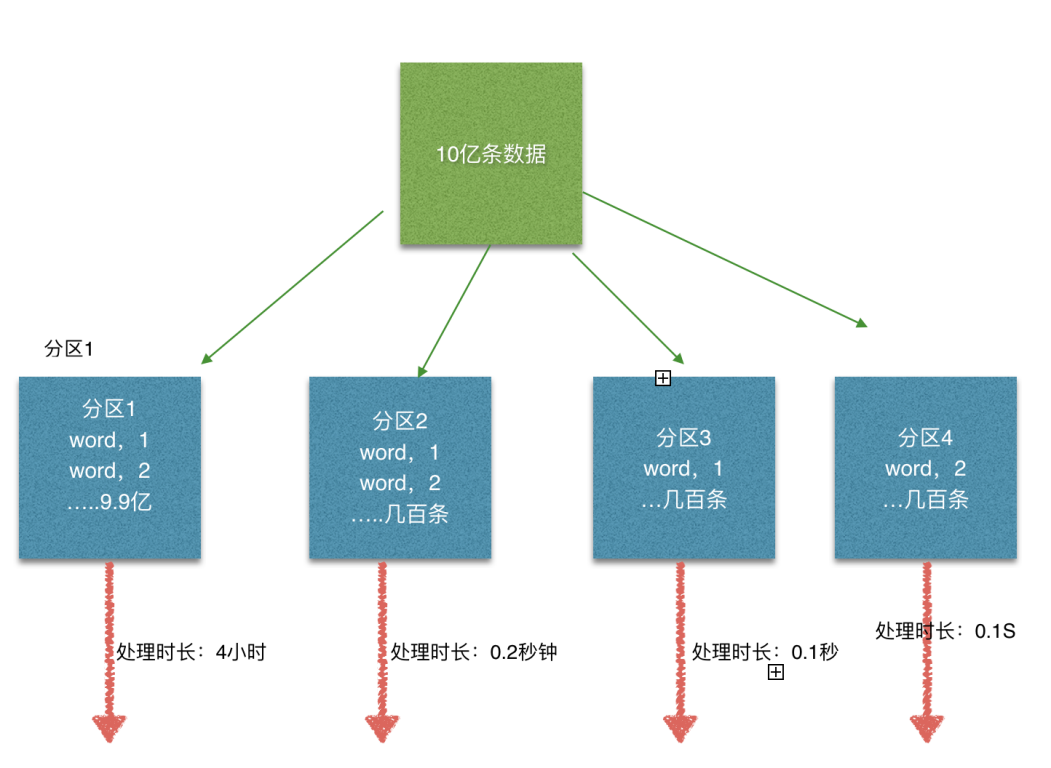 10亿条数据
分区1
分区1
word，1
word，2
…..9.9亿
分区2
word，1
word，2
…..几百条
分区3
word，1
…几百条
分区4
word，2
…几百条
处理时长：4小时
处理时长：0.2秒钟
处理时长：0.1秒
处理时长：0.1S